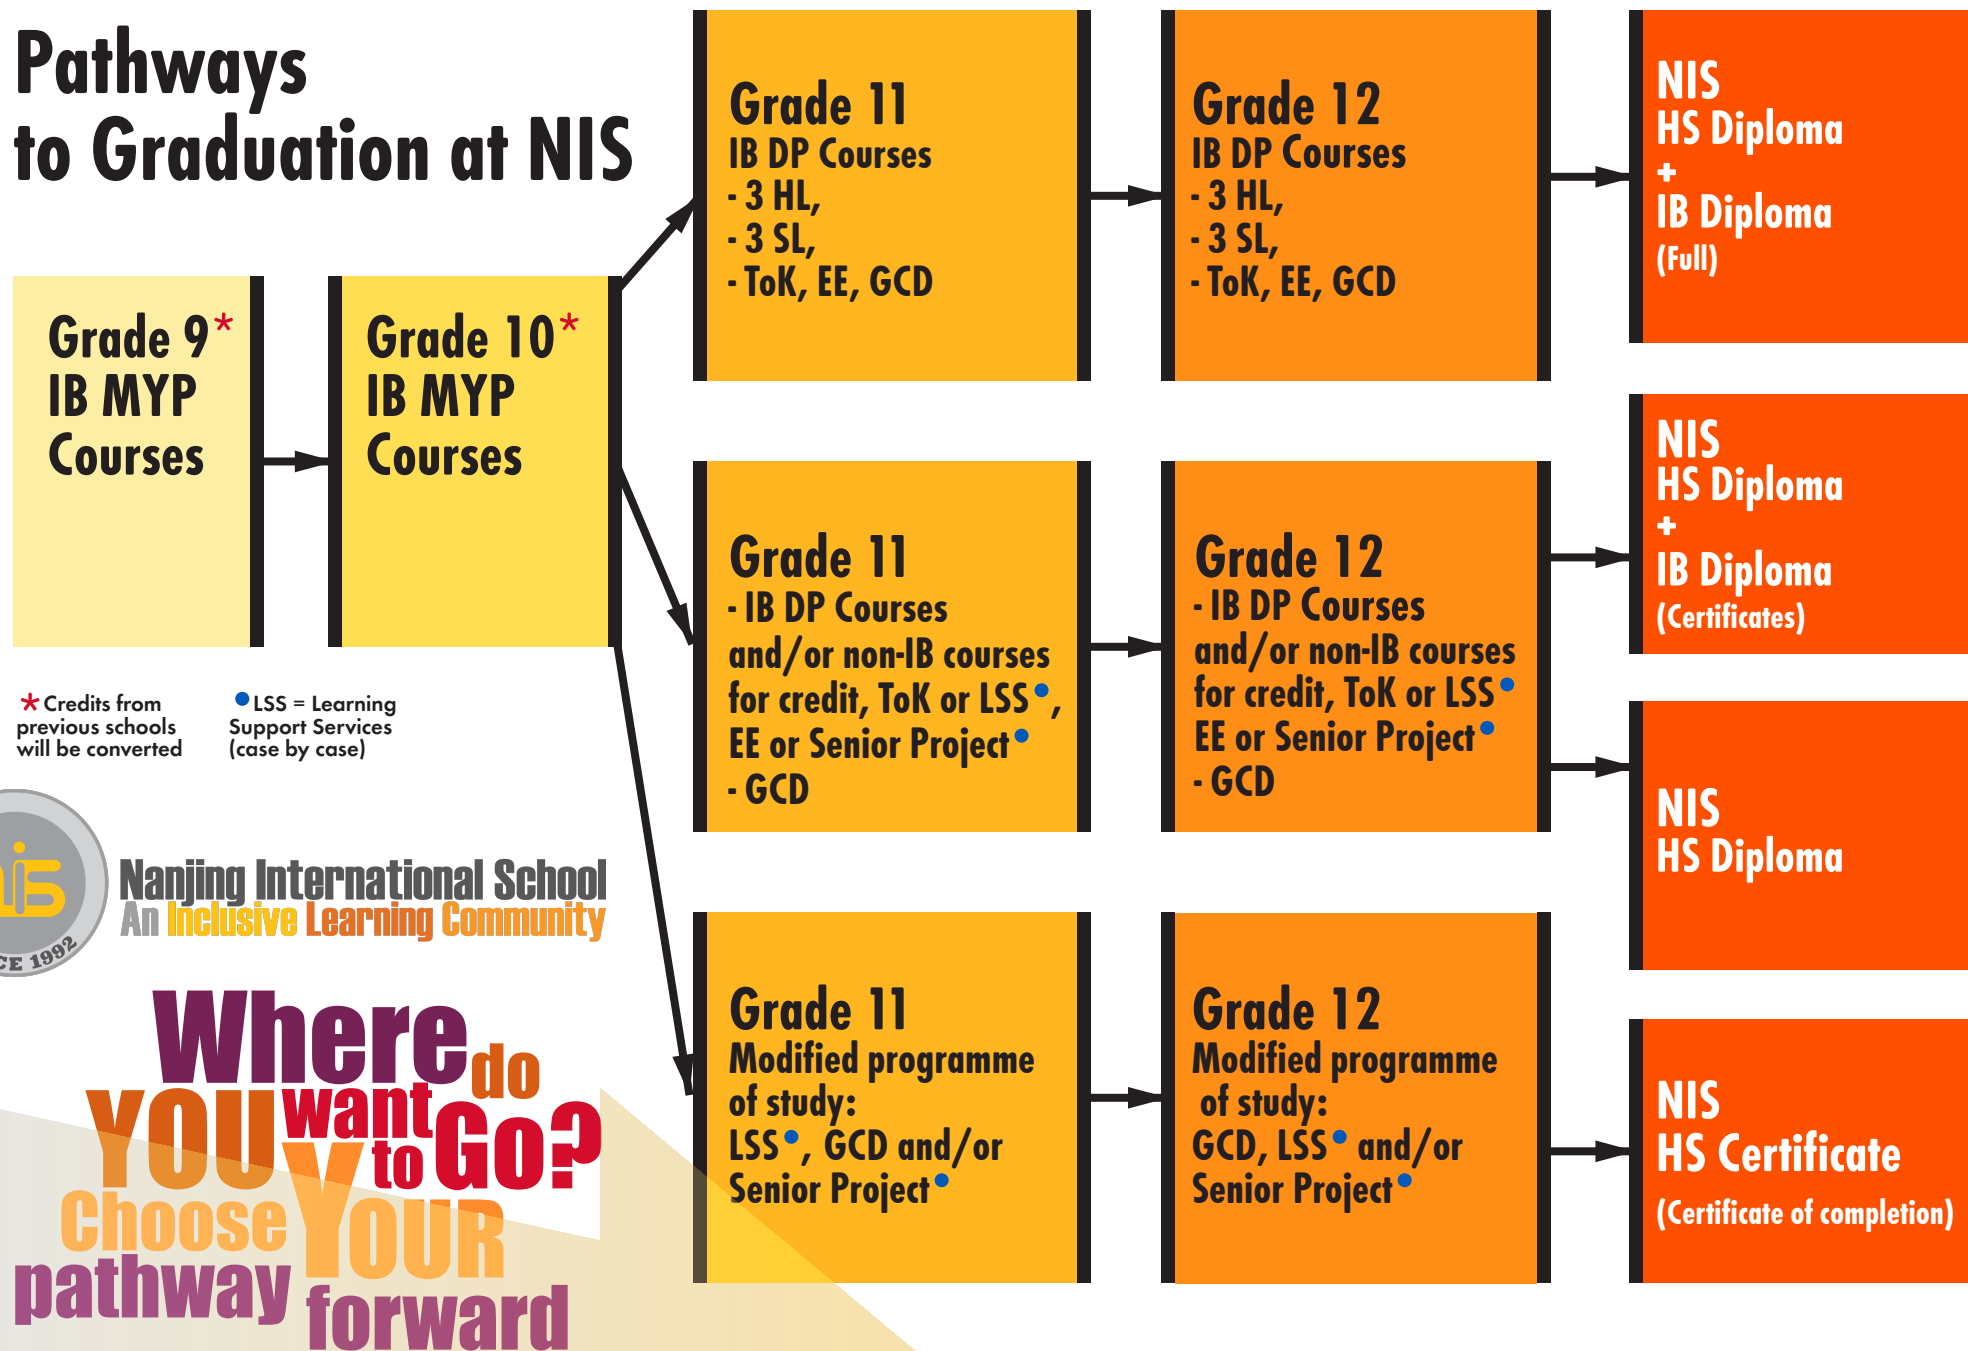 Pathways
to Graduation at NIS
Grade 9*
IB MYP
Courses
Grade 10*
IB MYP
Courses
Grade 11
IB DP Courses
- 3 HL,
- 3 SL,
- ToK, EE, GCD
Grade 12
IB DP Courses
- 3 HL,
- 3 SL,
- ToK, EE, GCD
NIS
HS Diploma
+
IB Diploma
(Full)
Grade 11
- IB DP Courses
and/or non-IB courses
for credit, ToK or LSS•,
EE or Senior Project•
- GCD
Grade 12
- IB DP Courses
and/or non-IB courses
for credit, ToK or LSS•
EE or Senior Project•
- GCD
NIS
HS Diploma
+
IB Diploma
(Certificates)
NIS
HS Diploma
Grade 11
Modified programme
of study:
LSS•, GCD and/or
Senior Project•
Grade 12
Modified programme
of study:
GCD, LSS• and/or
Senior Project•
NIS
HS Certificate
(Certificate of completion)
* Credits from
previous schools
will be converted
• LSS = Learning
Support Services
(case by case)
1992
Nanjing International School
An Inclusive Learning Community
Where do
YOU want
to Go?
Choose YOUR
pathway
forward